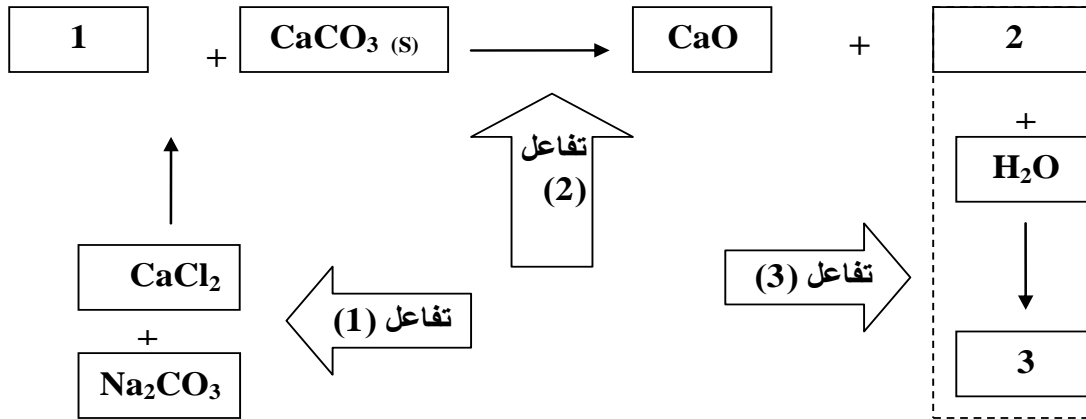 1 + CaCO₃ (S) CaO + 2
+
تفاعل
(2)
H₂O
CaCl₂
تفاعل (3)
تفاعل (1)
+
3
Na₂CO₃